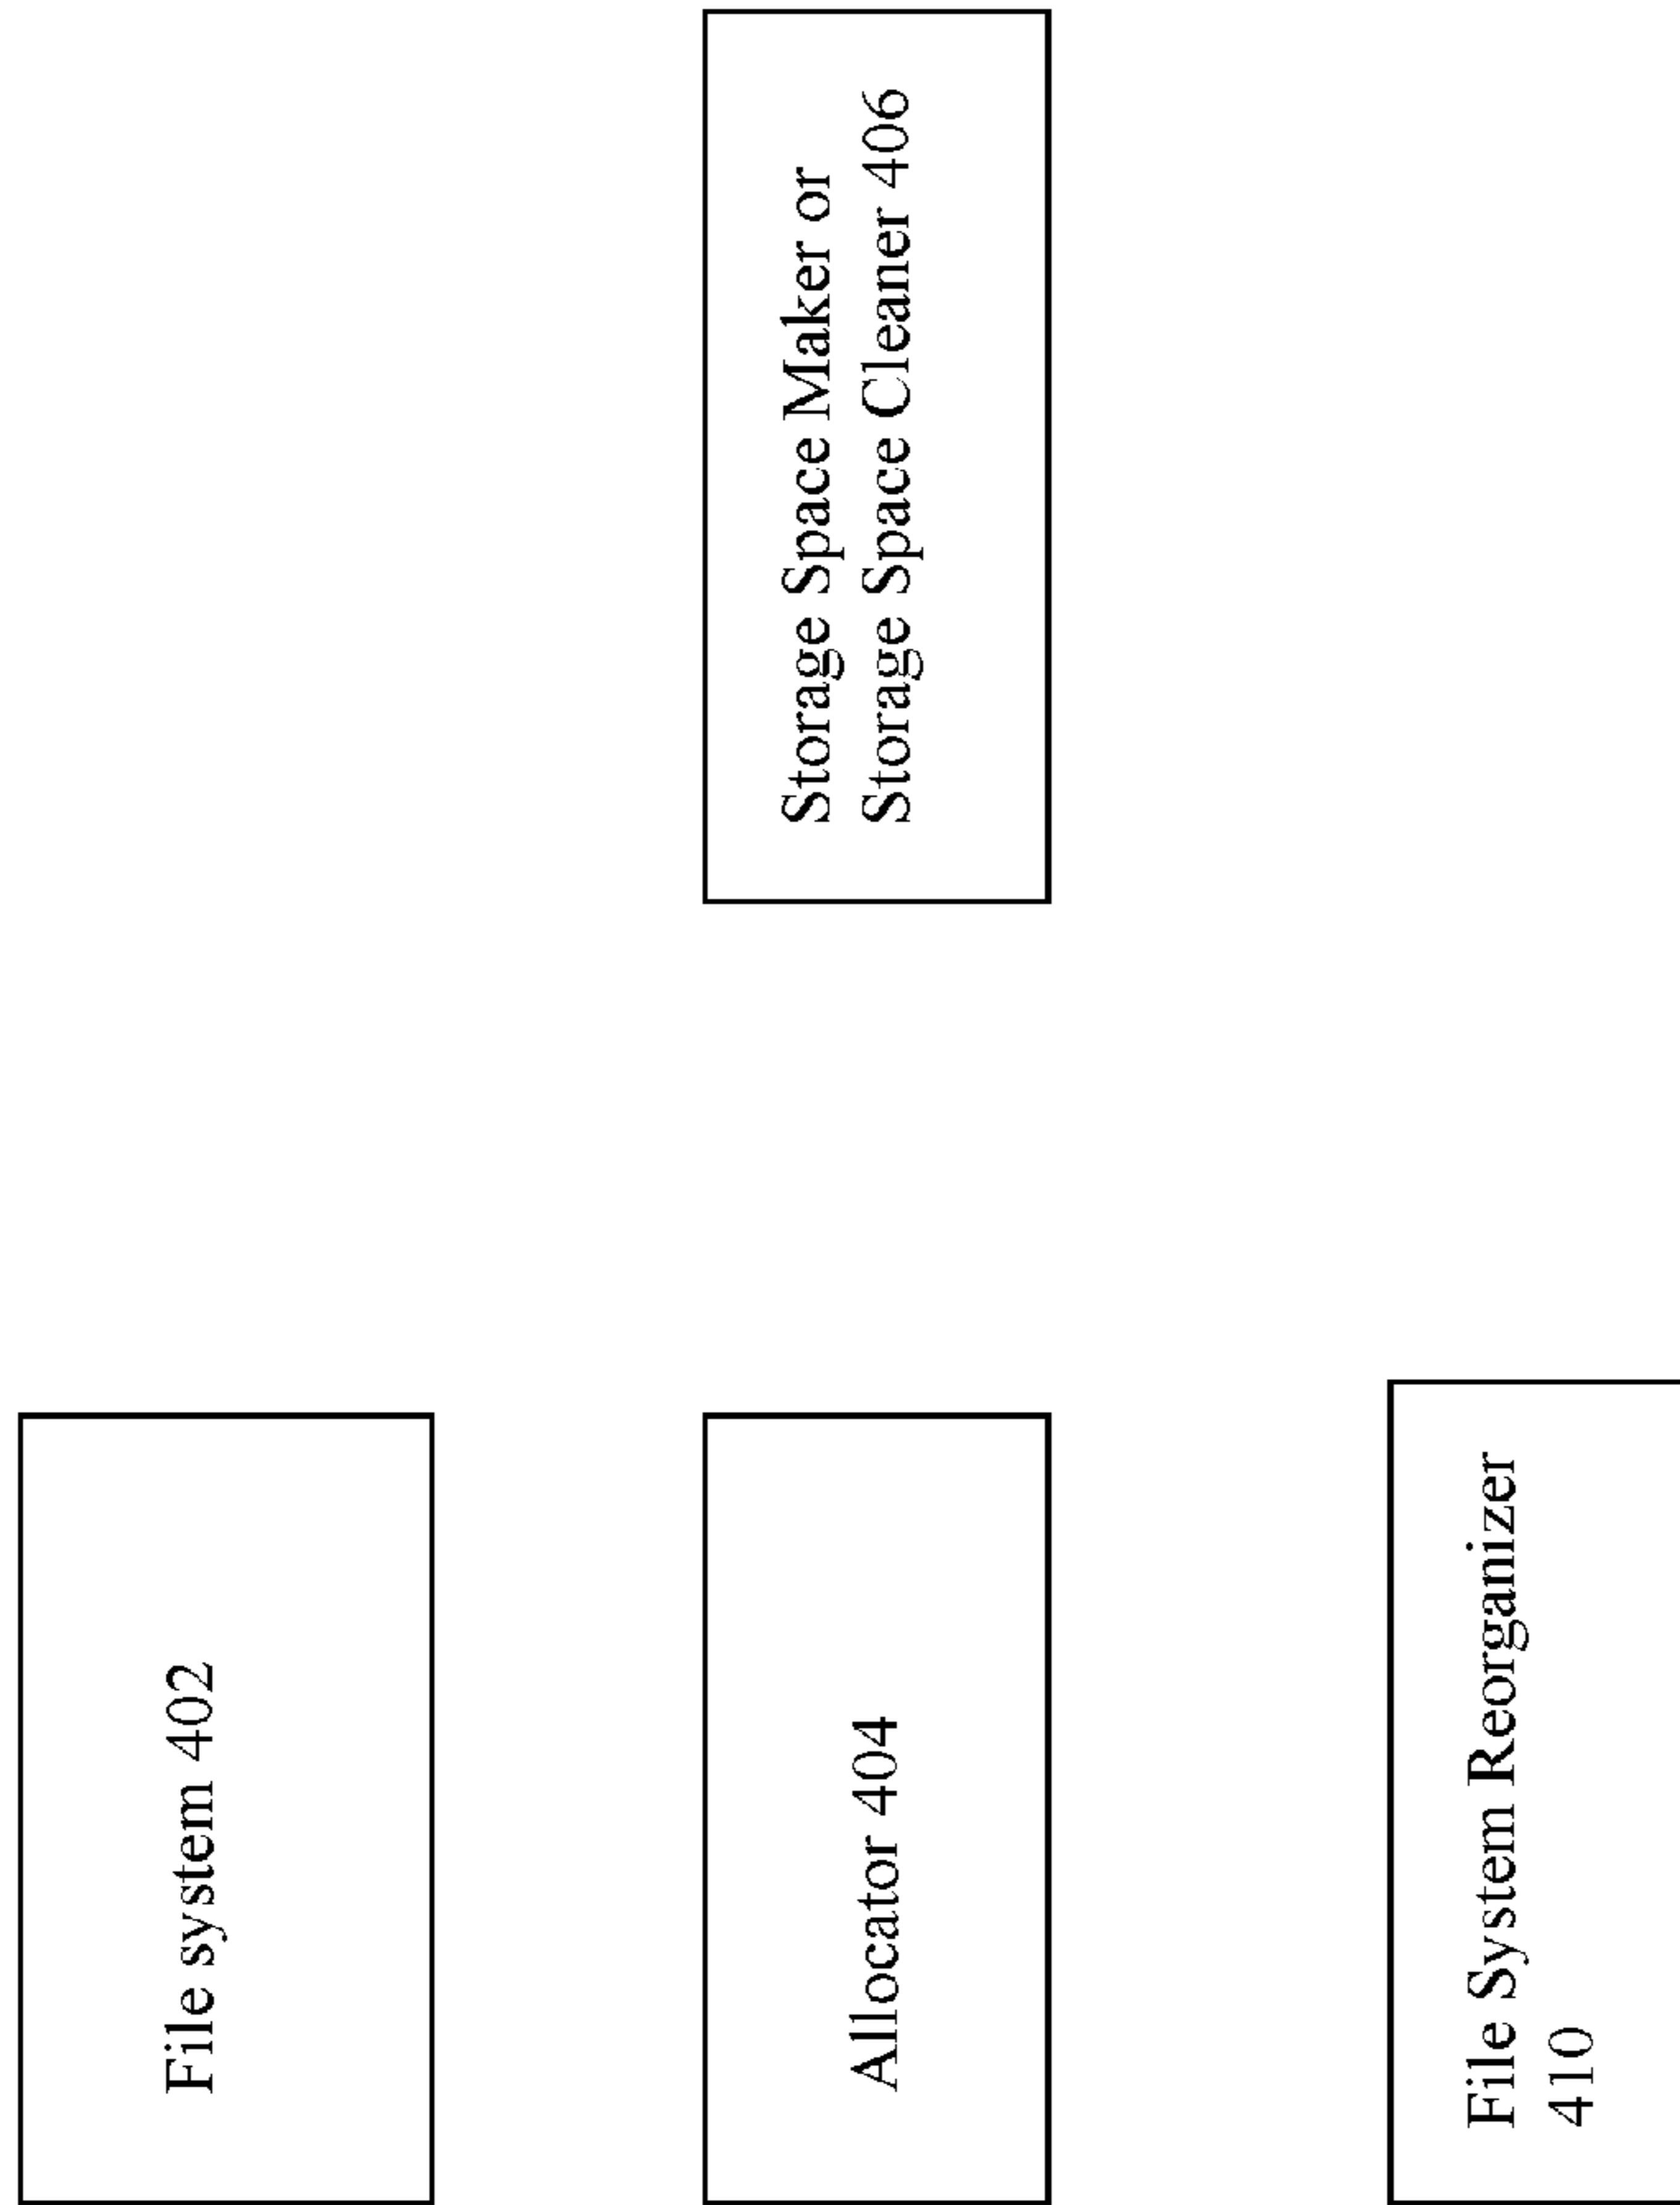 File system 402
Allocator 404
Storage Space Maker or
Storage Space Cleaner 406
File System Reorganizer
410